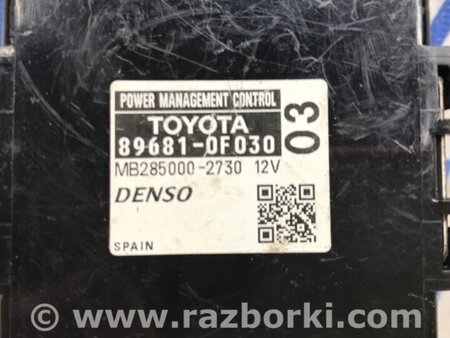 POWER MANAGEMENT CONTROL
TOYOTA
89681-0F030
03
MB285000-2730 12V
DENSO
SPAIN
© www.razborki.com